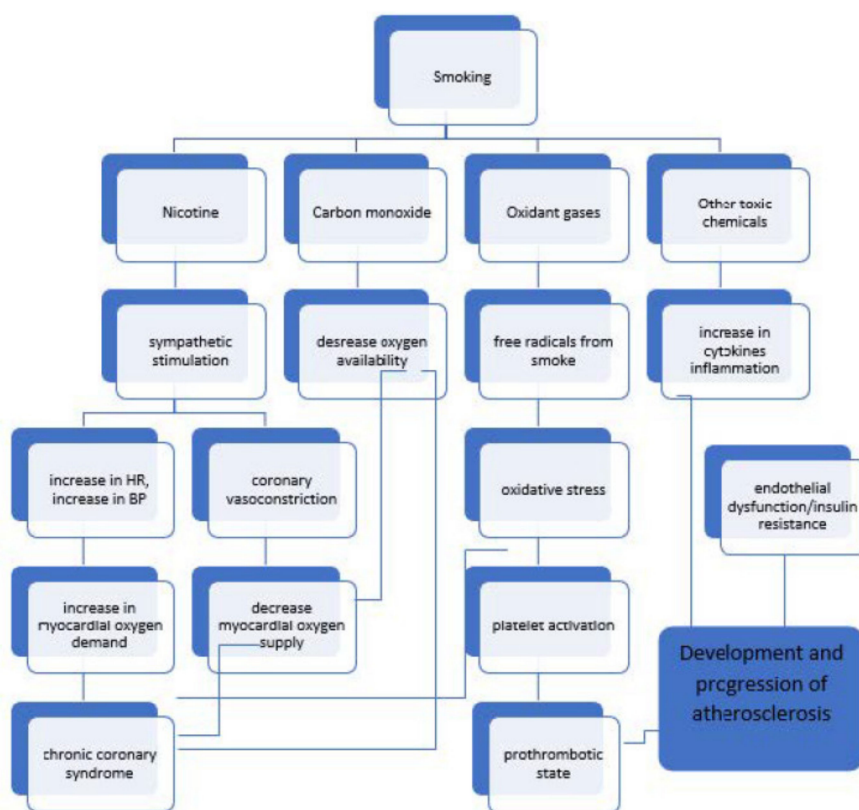 Smoking
Nicotine
Carbon monoxide
Oxidant gases
Other toxic
chemicals
sympathetic
stimulation
desrease oxygen
availability
free radicals from
smoke
increase in
cytokines
inflammation
increase in HR,
increase in BP
coronary
vasoconstriction
oxidative stress
endothelial
dysfunction/insulin
resistance
increase in
myocardial oxygen
demand
decrease
myocardial oxygen
supply
platelet activation
Development and
progression of
atherosclerosis
chronic coronary
syndrome
prothrombotic
state